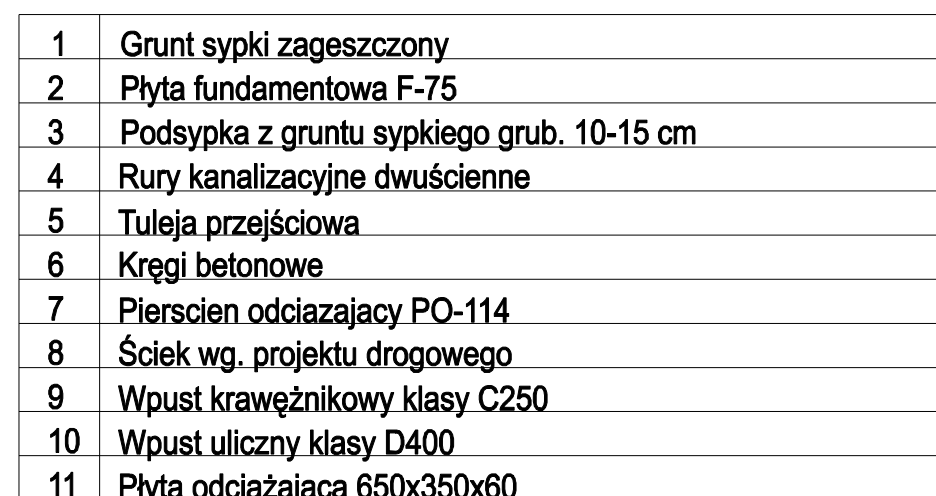 1 Grunt sypki zageszczony
2 Płyta fundamentowa F-75
3 Podsypka z gruntu sypkiego grub. 10-15 cm
4 Rury kanalizacyjne dwuścienne
5 Tuleja przejściowa
6 Kręgi betonowe
7 Pierscien odciazajacy PO-114
8 Ściek wg. projektu drogowego
9 Wpust krawężnikowy klasy C250
10 Wpust uliczny klasy D400
11 Płyta odciążająca 650x350x60